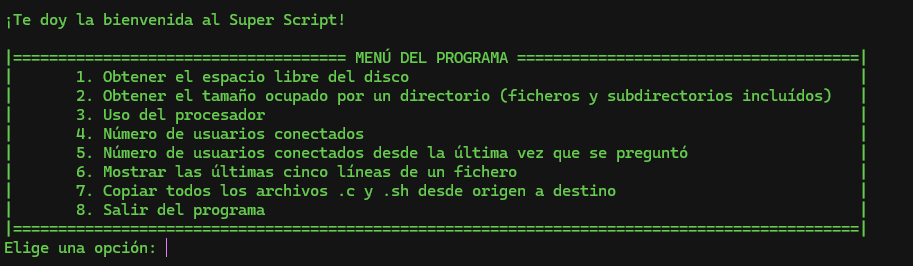 ¡Te doy la bienvenida al Super Script!
|===================================== MENÚ DEL PROGRAMA ======================================|
| 1. Obtener el espacio libre del disco |
| 2. Obtener el tamaño ocupado por un directorio (ficheros y subdirectorios incluídos) |
| 3. Uso del procesador |
| 4. Número de usuarios conectados |
| 5. Número de usuarios conectados desde la última vez que se preguntó |
| 6. Mostrar las últimas cinco líneas de un fichero |
| 7. Copiar todos los archivos .c y .sh desde origen a destino |
| 8. Salir del programa |
|==============================================================================================|
Elige una opción: